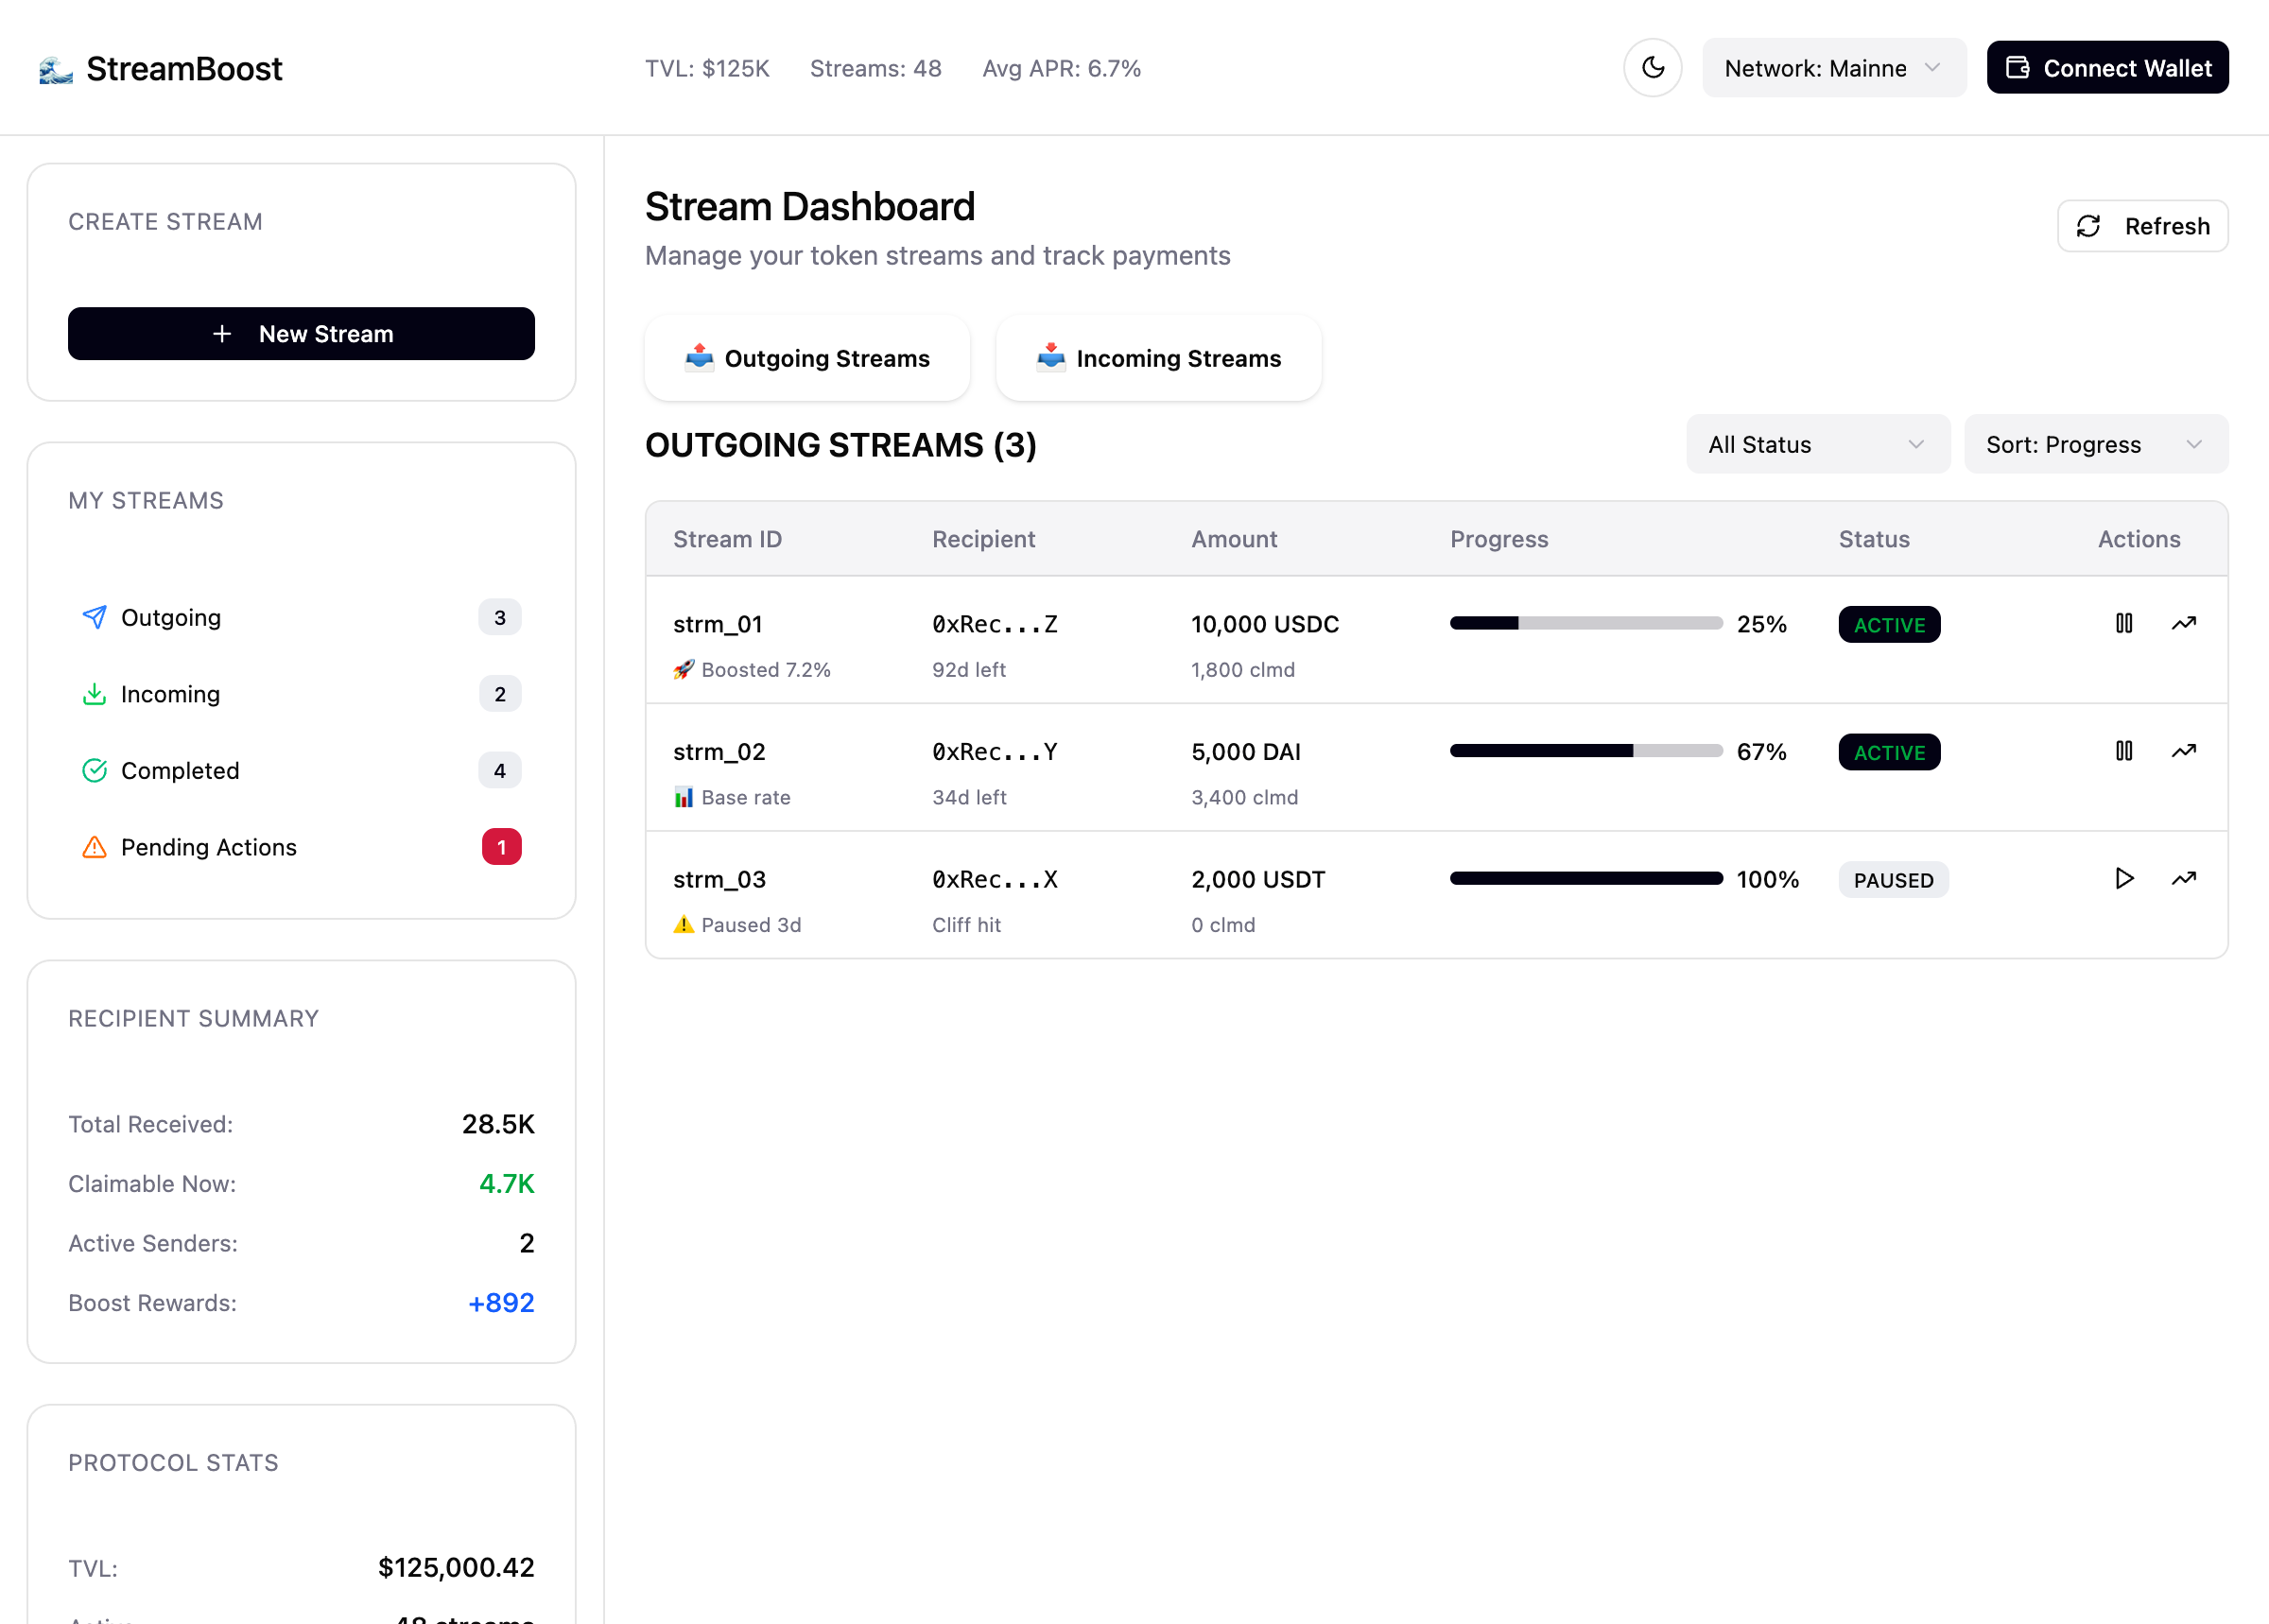 StreamBoost
TVL: $125K Streams: 48 Avg APR: 6.7%
Network: Mainne
Connect Wallet
CREATE STREAM
New Stream
MY STREAMS
Outgoing 3
Incoming 2
Completed 4
Pending Actions 1
RECIPIENT SUMMARY
Total Received: 28.5K
Claimable Now: 4.7K
Active Senders: 2
Boost Rewards: +892
PROTOCOL STATS
TVL: $125,000.42
Stream Dashboard
Manage your token streams and track payments
Refresh
Outgoing Streams
Incoming Streams
OUTGOING STREAMS (3)
All Status
Sort: Progress
Stream ID Recipient Amount Progress Status Actions
strm_01 0xRec...Z 10,000 USDC 25% ACTIVE
Boosted 7.2% 92d left 1,800 clmd
strm_02 0xRec...Y 5,000 DAI 67% ACTIVE
Base rate 34d left 3,400 clmd
strm_03 0xRec...X 2,000 USDT 100% PAUSED
Paused 3d Cliff hit 0 clmd